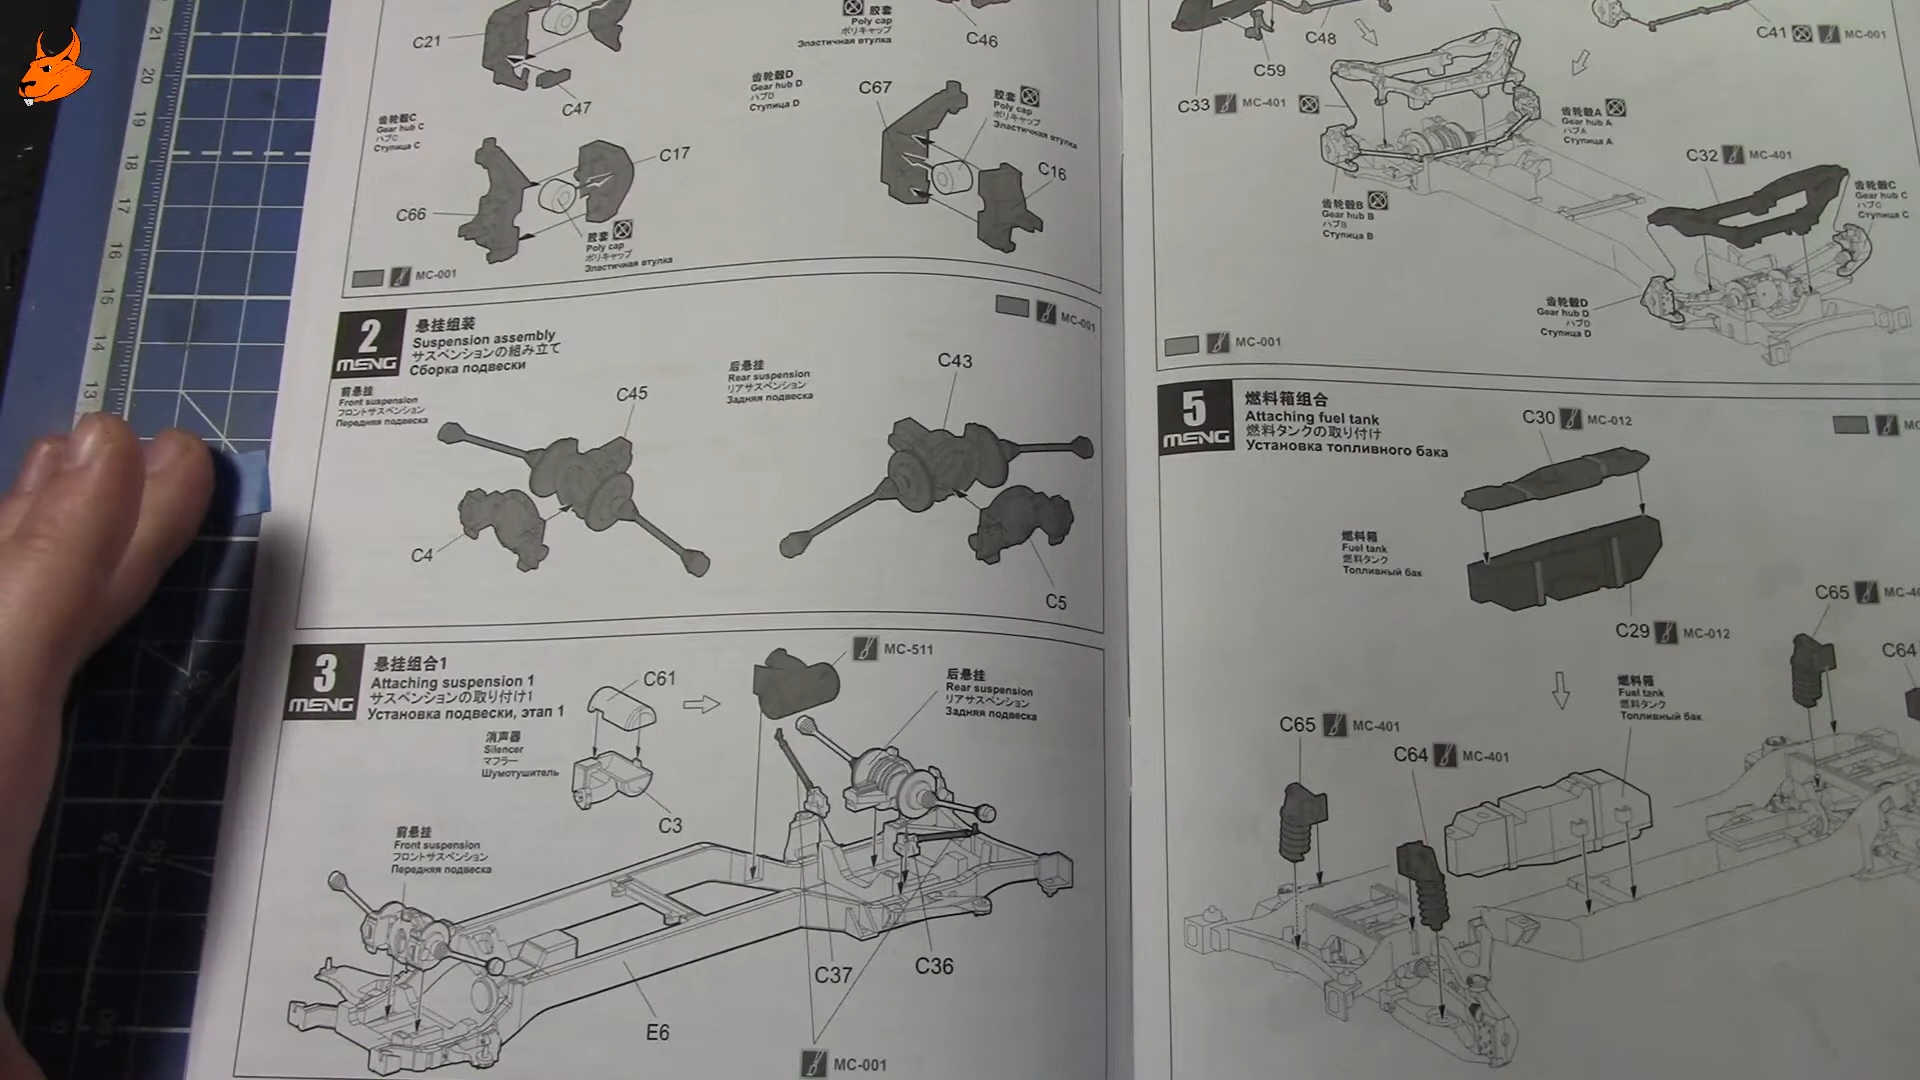 C21
胶套
Poly cap
ポリキャップ
Эластичная втулка
C46
C47
齿轮毂D
Gear hub D
ハブD
Ступица D
C67
胶套
Poly cap
ポリキャップ
Эластичная втулка
齿轮毂C
Gear hub C
ハブC
Ступица C
C17
C16
C66
胶套
Poly cap
ポリキャップ
Эластичная втулка
MC-001
2
MENG
悬挂组装
Suspension assembly
サスペンションの組み立て
Сборка подвески
MC-001
前悬挂
Front suspension
フロントサスペンション
Передняя подвеска
C45
后悬挂
Rear suspension
リアサスペンション
Задняя подвеска
C43
C4
C5
3
MENG
悬挂组合1
Attaching suspension 1
サスペンションの取り付け1
Установка подвески, этап 1
C61
MC-511
后悬挂
Rear suspension
リアサスペンション
Задняя подвеска
消声器
Silencer
マフラー
Шумотушитель
C3
前悬挂
Front suspension
フロントサスペンション
Передняя подвеска
C37
C36
E6
MC-001
C48
C59
C41
MC-001
C33
MC-401
齿轮毂A
Gear hub A
ハブA
Ступица A
C32
MC-401
齿轮毂B
Gear hub B
ハブB
Ступица B
齿轮毂C
Gear hub C
ハブC
Ступица C
齿轮毂D
Gear hub D
ハブD
Ступица D
MC-001
5
MENG
燃料箱组合
Attaching fuel tank
燃料タンクの取り付け
Установка топливного бака
C30
MC-012
燃料箱
Fuel tank
燃料タンク
Топливный бак
C29
MC-012
C65
C64
燃料箱
Fuel tank
燃料タンク
Топливный бак
C65
MC-401
C64
MC-401
21
20
19
18
17
16
15
14
13